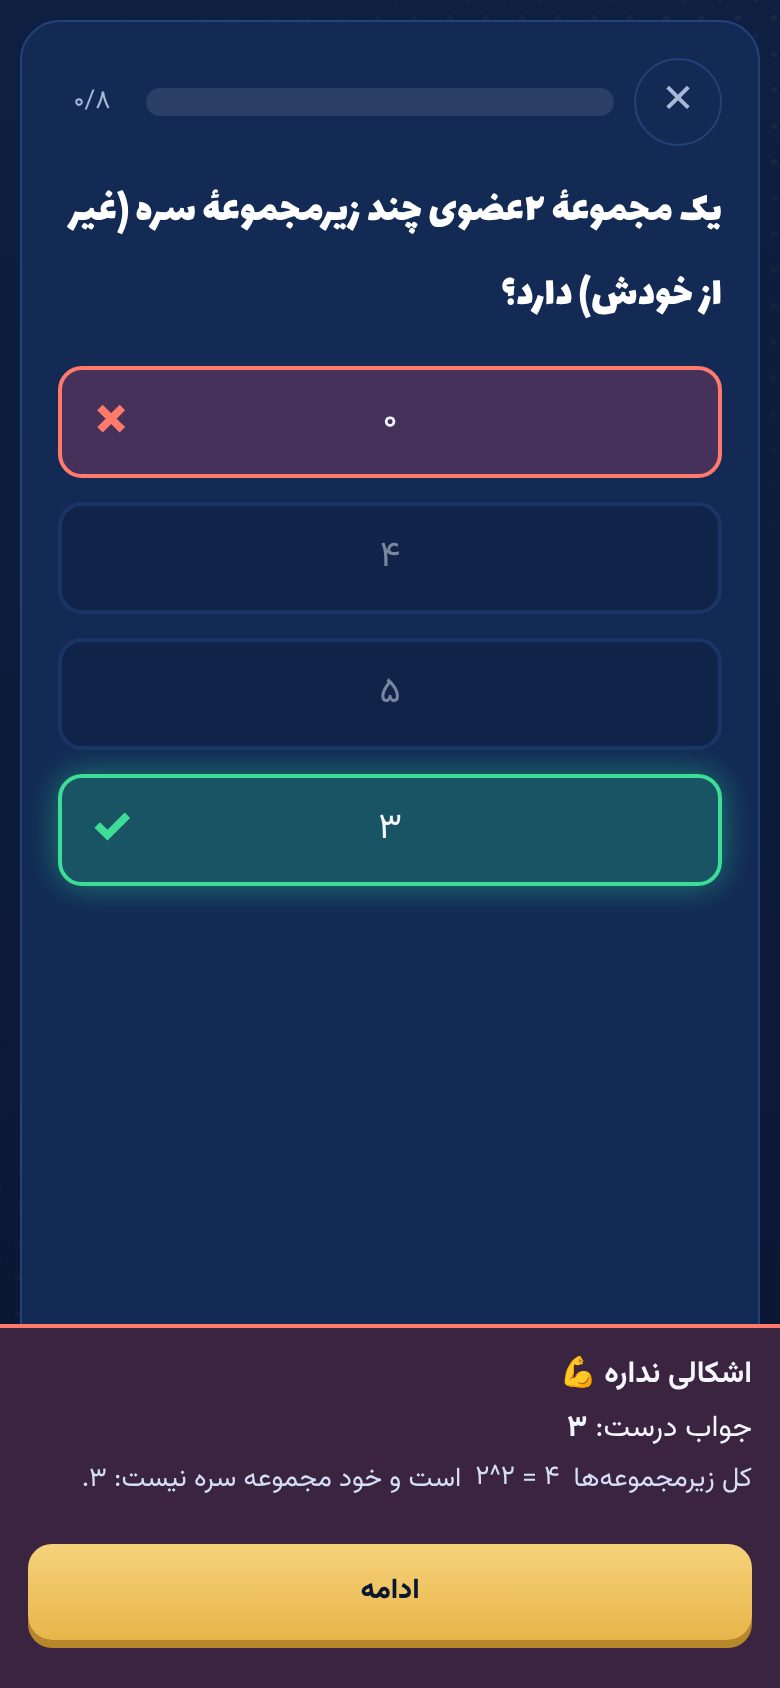 ۰/۸
یک مجموعهٔ ۲عضوی چند زیرمجموعهٔ سره (غیر
از خودش) دارد؟
۰
۴
۵
۳
اشکالی نداره 💪
جواب درست: ۳
کل زیرمجموعه‌ها ۲^۲ = ۴ است و خود مجموعه سره نیست: ۳.
ادامه